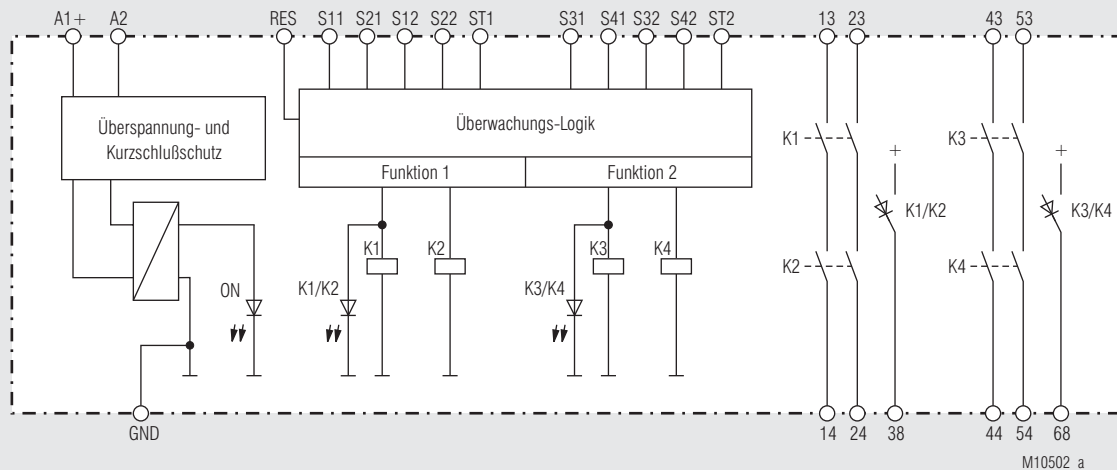 A1+ A2 RES S11 S21 S12 S22 ST1 S31 S41 S32 S42 ST2 13 23 43 53
Überspannung- und
Kurzschlußschutz
Überwachungs-Logik
Funktion 1 Funktion 2
K1 K3
+ +
K1/K2 K3/K4
K1 K2 K3 K4
K2 K4
ON K1/K2 K3/K4
GND 14 24 38 44 54 68
M10502 a